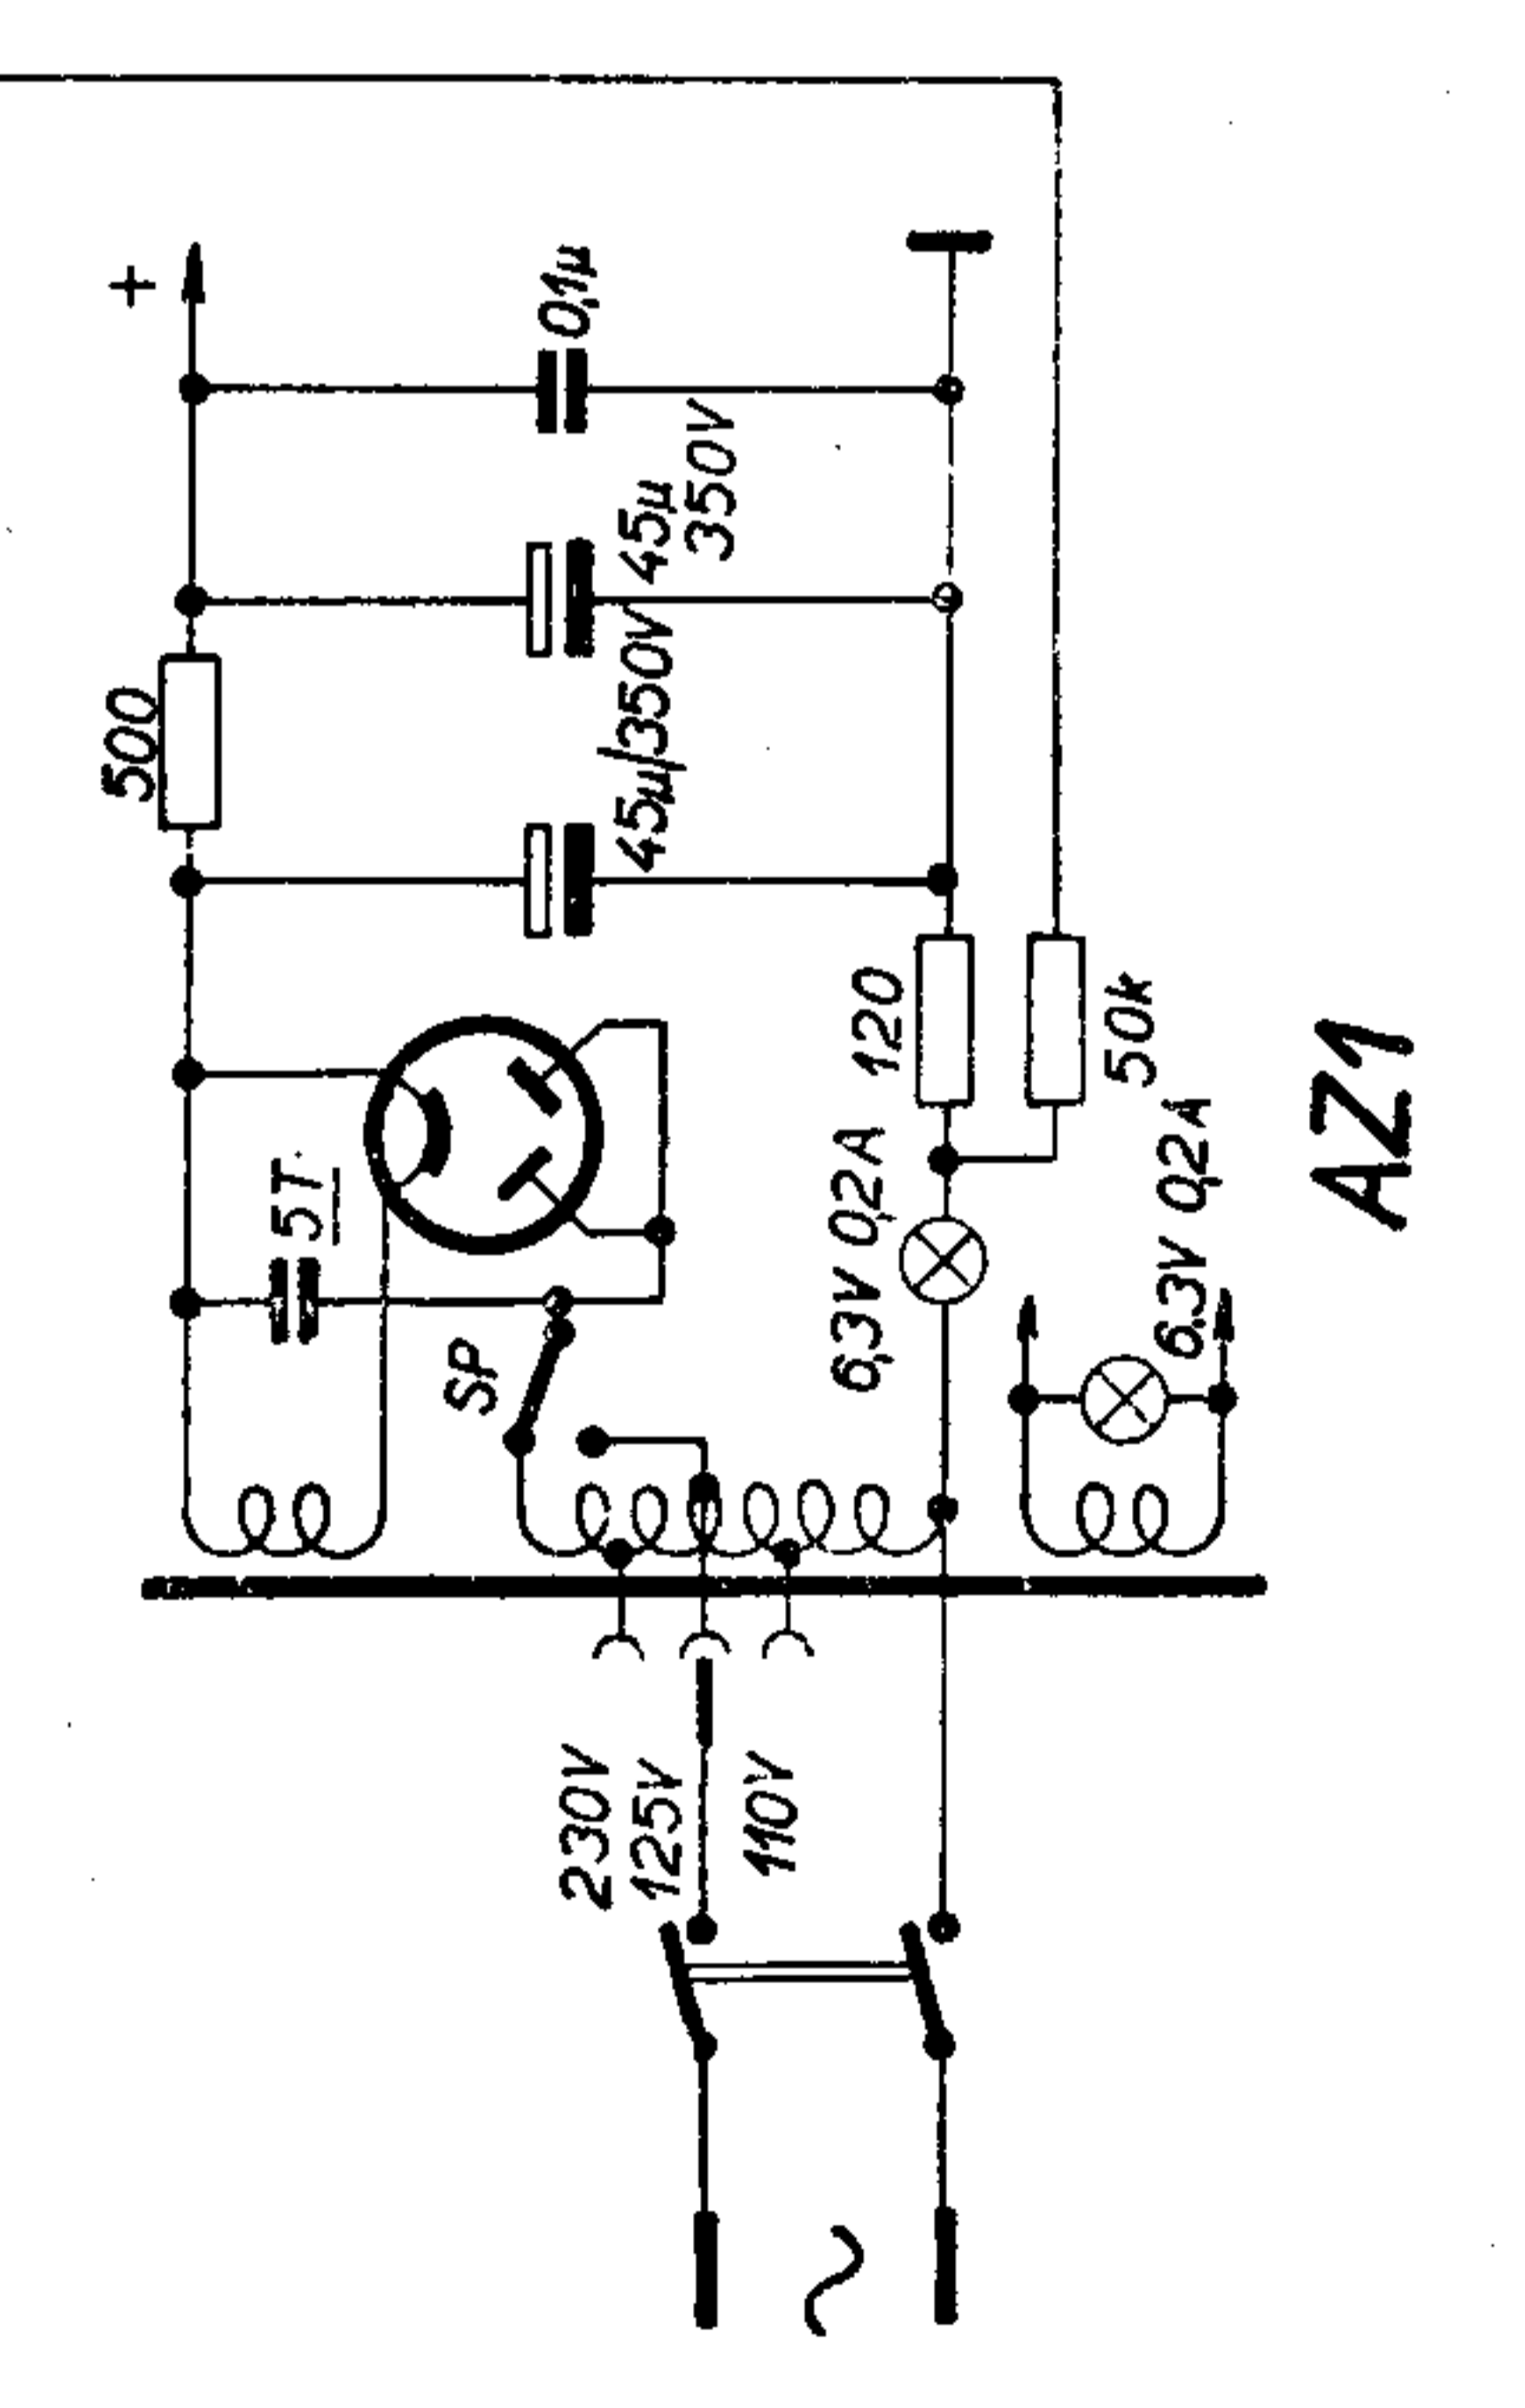 +
0,1µ
45µ
350V
500
45µ/350V
5T
120
50k
6,3V 0,2A
6,3V 0,2A
SP
230V
125V
110V
~
AZ1